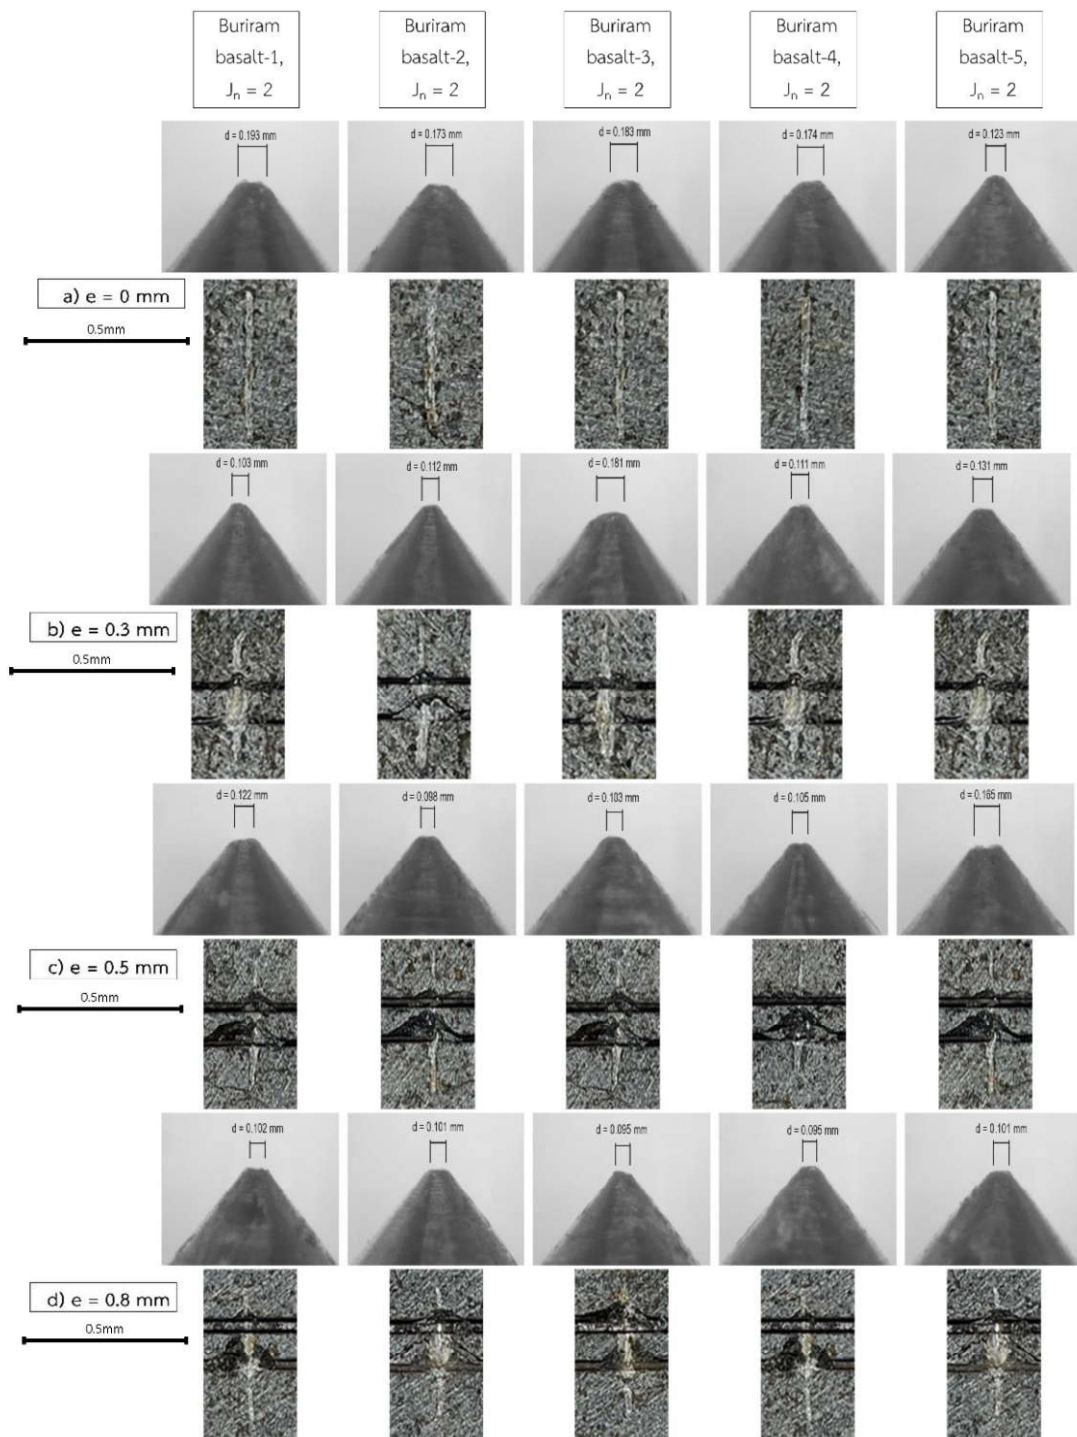 Buriram
basalt-1,
Jₙ = 2
Buriram
basalt-2,
Jₙ = 2
Buriram
basalt-3,
Jₙ = 2
Buriram
basalt-4,
Jₙ = 2
Buriram
basalt-5,
Jₙ = 2
d = 0.193 mm
d = 0.173 mm
d = 0.183 mm
d = 0.174 mm
d = 0.123 mm
a) e = 0 mm
0.5mm
d = 0.103 mm
d = 0.112 mm
d = 0.181 mm
d = 0.111 mm
d = 0.131 mm
b) e = 0.3 mm
0.5mm
d = 0.122 mm
d = 0.098 mm
d = 0.103 mm
d = 0.105 mm
d = 0.165 mm
c) e = 0.5 mm
0.5mm
d = 0.102 mm
d = 0.101 mm
d = 0.095 mm
d = 0.095 mm
d = 0.101 mm
d) e = 0.8 mm
0.5mm